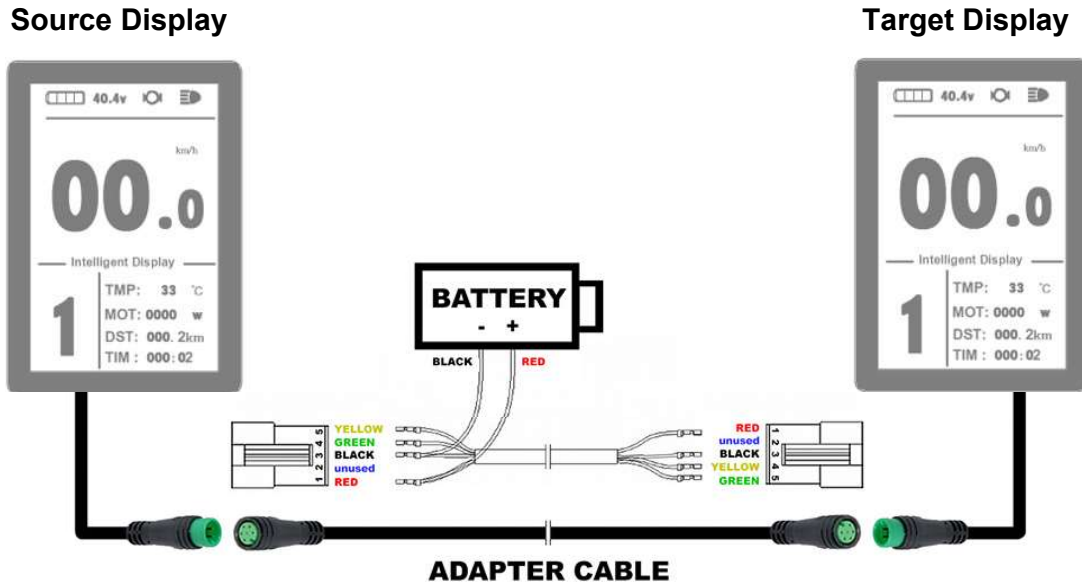 Source Display
Target Display
40.4v
km/h
00.0
Intelligent Display
1
TMP: 33 °C
MOT: 0000 w
DST: 000.2km
TIM : 000:02
40.4v
km/h
00.0
Intelligent Display
1
TMP: 33 °C
MOT: 0000 w
DST: 000.2km
TIM : 000:02
BATTERY
- +
BLACK
RED
5 YELLOW
4 GREEN
3 BLACK
2 unused
1 RED
RED 1
unused 2
BLACK 3
YELLOW 4
GREEN 5
ADAPTER CABLE